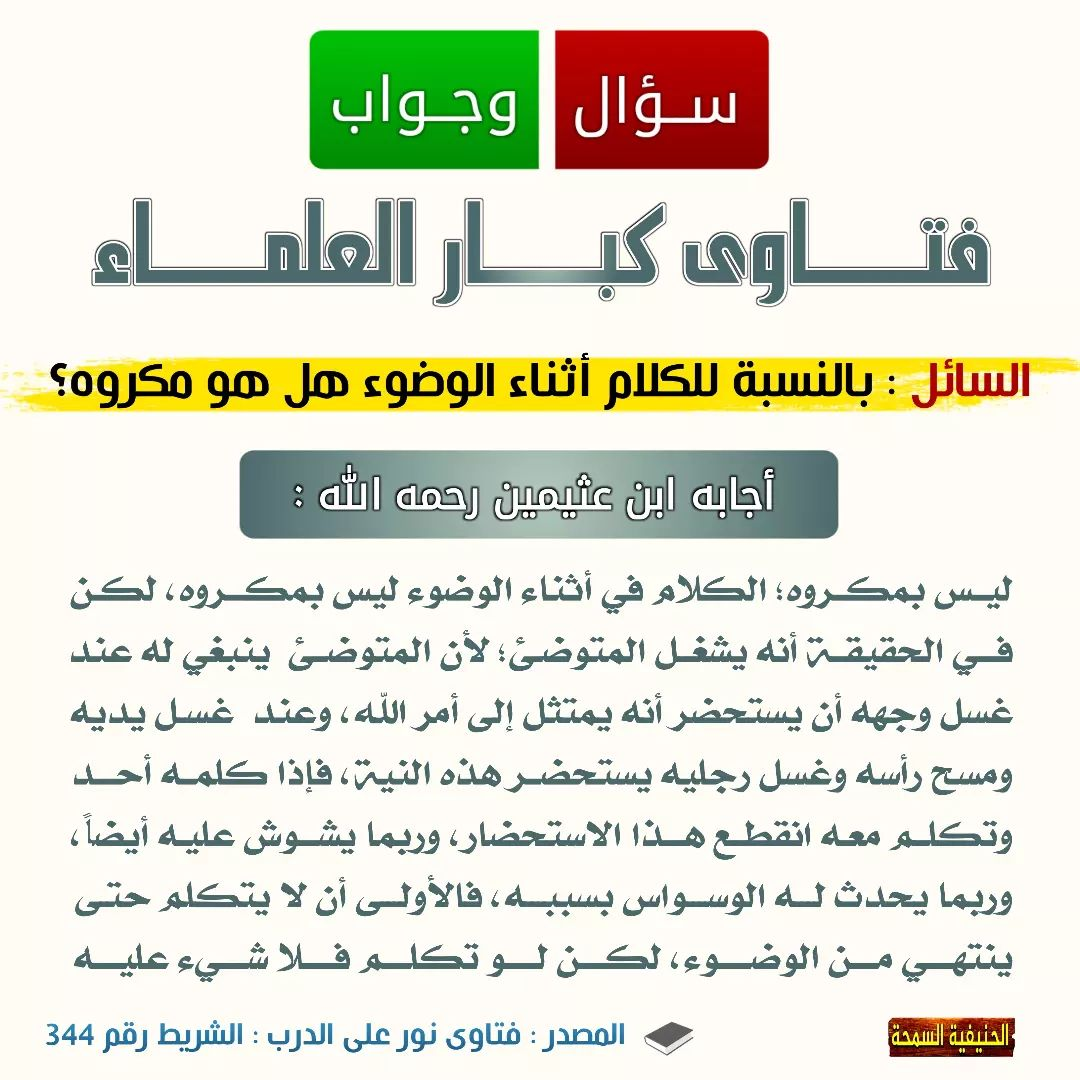 سؤال وجواب
فتاوى كبار العلماء
السائل : بالنسبة للكلام أثناء الوضوء هل هو مكروه؟
أجابه ابن عثيمين رحمه الله :
ليس بمكروه؛ الكلام في أثناء الوضوء ليس بمكروه، لكن
في الحقيقة أنه يشغل المتوضئ؛ لأن المتوضئ ينبغي له عند
غسل وجهه أن يستحضر أنه يمتثل إلى أمر الله، وعند غسل يديه
ومسح رأسه وغسل رجليه يستحضر هذه النية، فإذا كلمه أحد
وتكلم معه انقطع هذا الاستحضار، وربما يشوش عليه أيضاً،
وربما يحدث له الوسواس بسببه، فالأولى أن لا يتكلم حتى
ينتهي من الوضوء، لكن لو تكلم فلا شيء عليه
المصدر : فتاوى نور على الدرب : الشريط رقم 344
الحنيفية السمحة